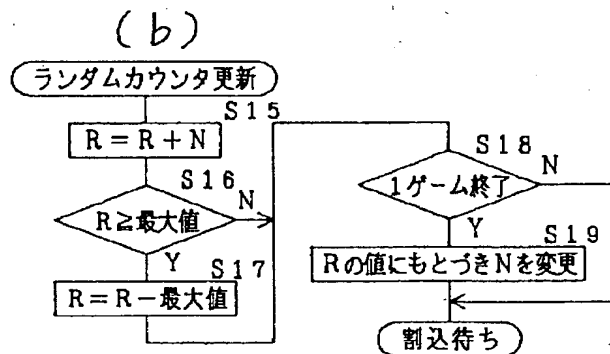 (b)
ランダムカウンタ更新
S15
R=R+N
S16
R≧最大値
N
Y
S17
R=R−最大値
S18
1ゲーム終了
N
Y
S19
Rの値にもとづきNを変更
割込待ち